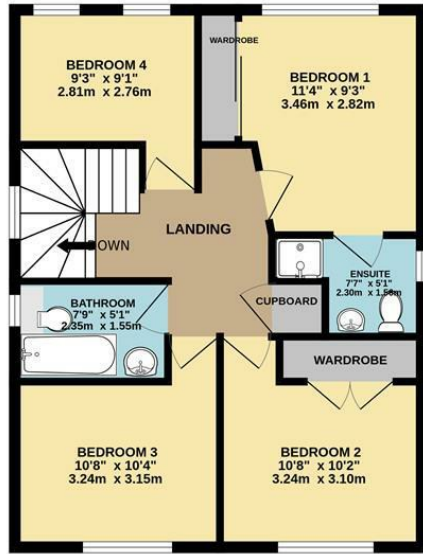 WARDROBE
BEDROOM 4
9'3" x 9'1"
2.81m x 2.76m
BEDROOM 1
11'4" x 9'3"
3.46m x 2.82m
LANDING
DOWN
ENSUITE
7'7" x 5'1"
2.30m x 1.56m
BATHROOM
7'9" x 5'1"
2.35m x 1.55m
CUPBOARD
WARDROBE
BEDROOM 3
10'8" x 10'4"
3.24m x 3.15m
BEDROOM 2
10'8" x 10'2"
3.24m x 3.10m